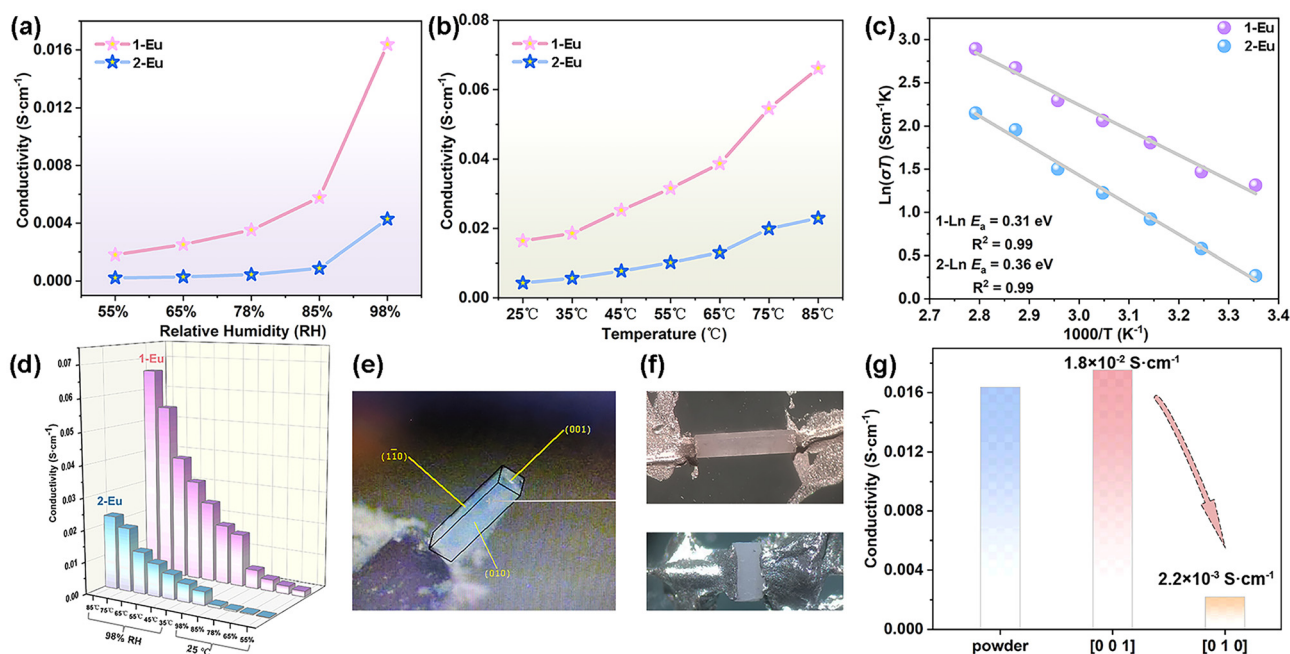 (a)
1-Eu
2-Eu
Conductivity (S·cm⁻¹)
0.016
0.012
0.008
0.004
0.000
55% 65% 78% 85% 98%
Relative Humidity (RH)
(b)
1-Eu
2-Eu
Conductivity (S·cm⁻¹)
0.08
0.06
0.04
0.02
0.00
25℃ 35℃ 45℃ 55℃ 65℃ 75℃ 85℃
Temperature (℃)
(c)
1-Eu
2-Eu
Ln(σT) (Scm⁻¹K)
3.0
2.5
2.0
1.5
1.0
0.5
0.0
1-Ln Eₐ = 0.31 eV
R² = 0.99
2-Ln Eₐ = 0.36 eV
R² = 0.99
2.7 2.8 2.9 3.0 3.1 3.2 3.3 3.4
1000/T (K⁻¹)
(d)
1-Eu
2-Eu
Conductivity (S·cm⁻¹)
0.07
0.06
0.05
0.04
0.03
0.02
0.01
0.00
85℃ 75℃ 65℃ 55℃ 45℃ 35℃ 98% 85% 78% 65% 55%
98% RH
25 ℃
(e)
(001)
(1-10)
(010)
(f)
(g)
Conductivity (S·cm⁻¹)
0.016
0.012
0.008
0.004
0.000
1.8×10⁻² S·cm⁻¹
2.2×10⁻³ S·cm⁻¹
powder [0 0 1] [0 1 0]